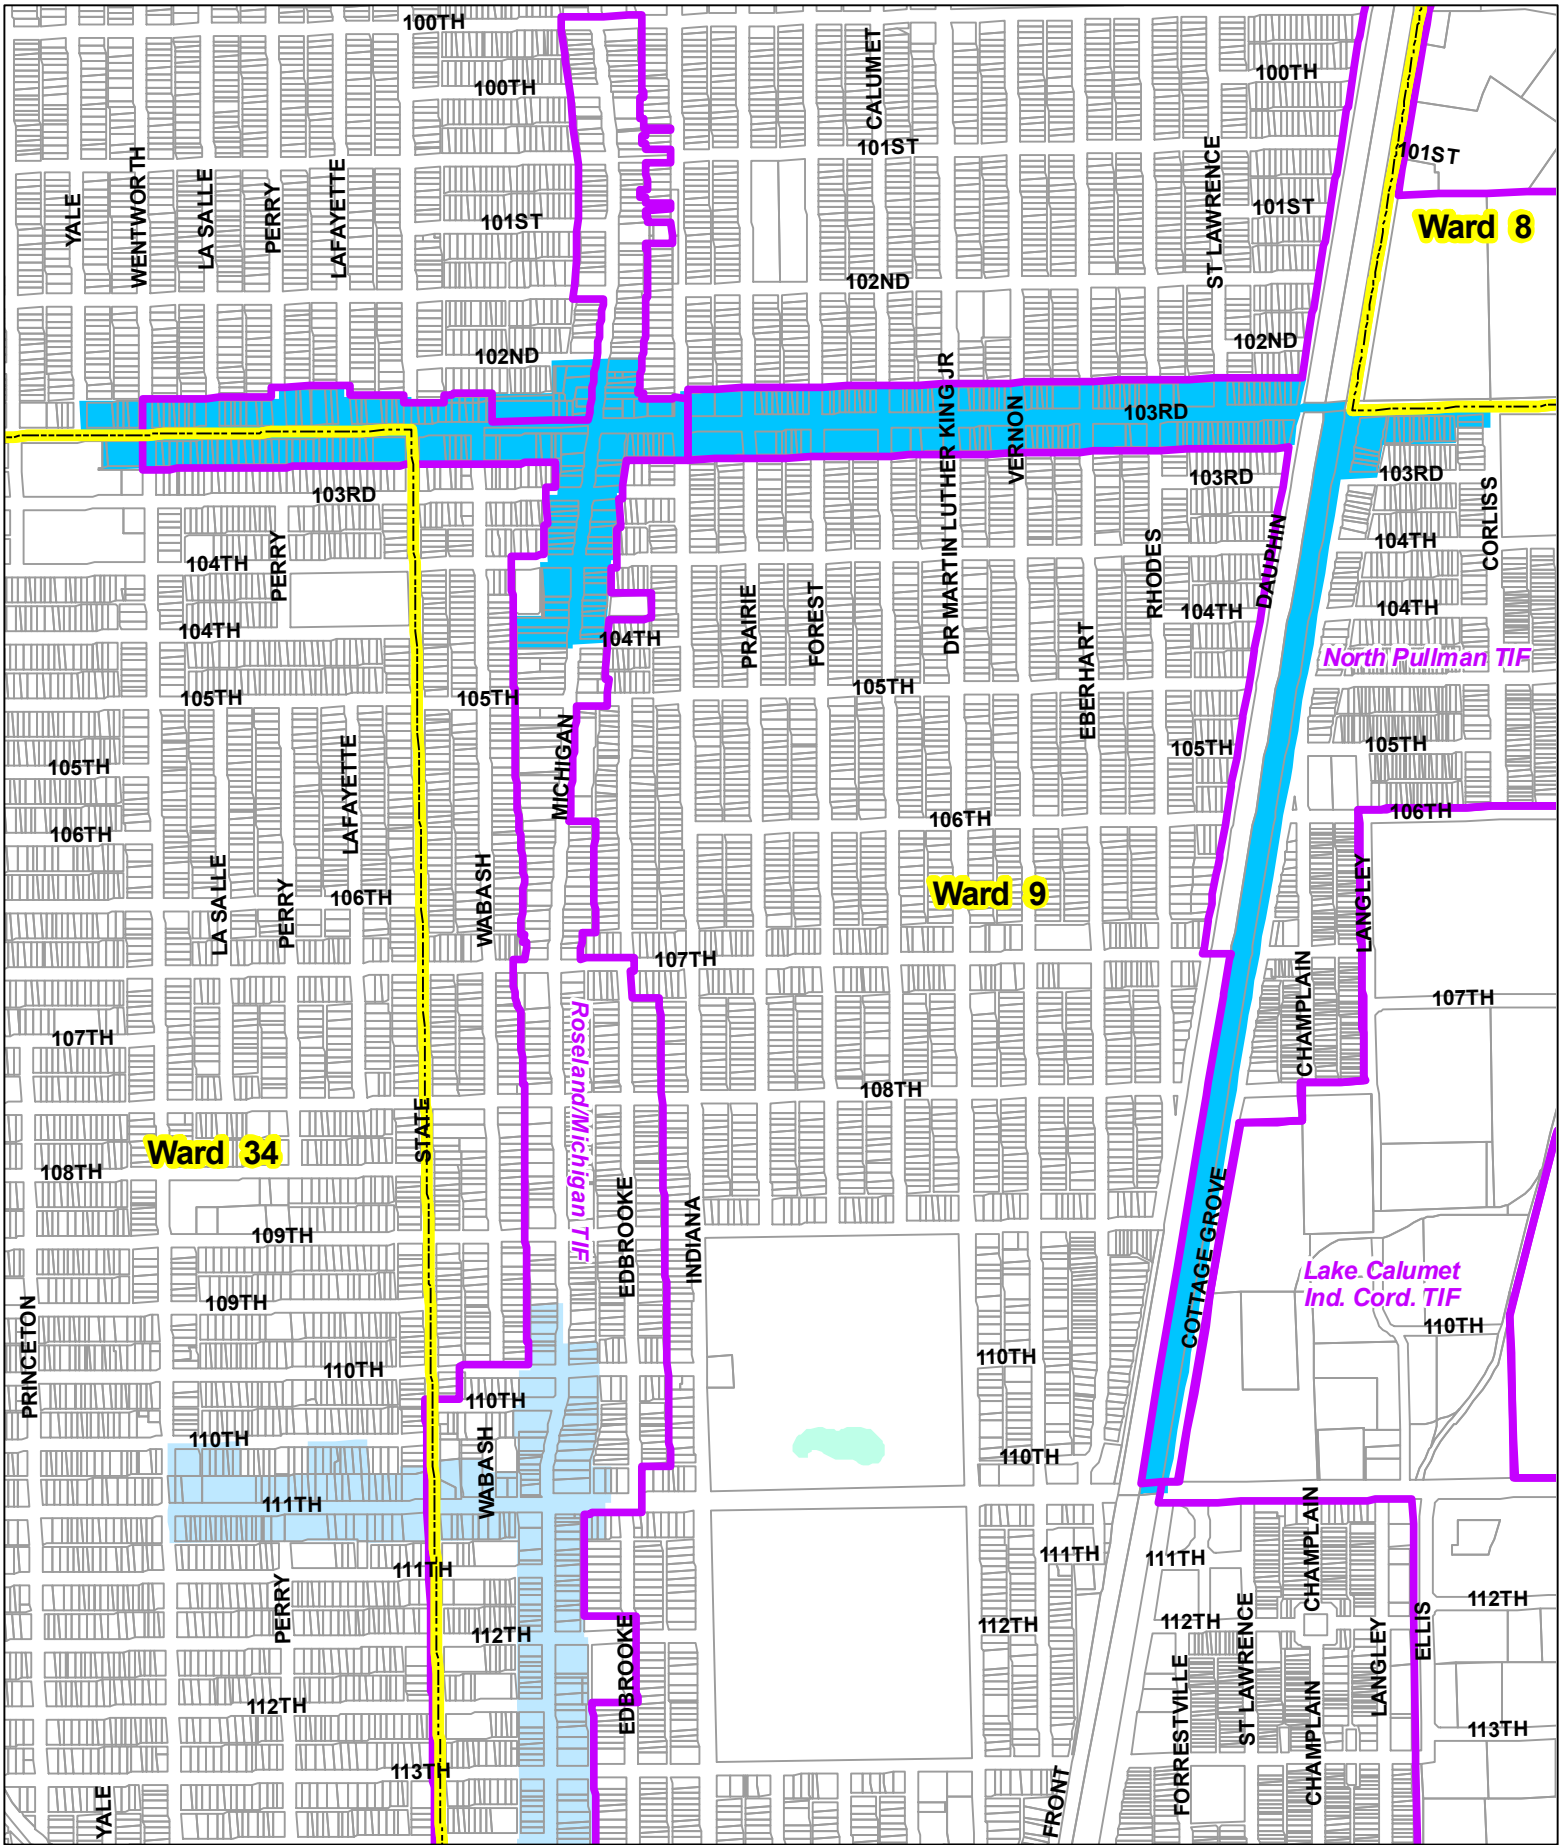 100TH
CALUMET
100TH
100TH
101ST
101ST
WENTWORTH
LA SALLE
PERRY
LAFAYETTE
YALE
ST LAWRENCE
101ST
101ST
Ward 8
102ND
102ND
102ND
DR MARTIN LUTHER KING JR
VERNON
103RD
103RD
103RD
103RD
CORLISS
104TH
PERRY
104TH
DAUPHIN
RHODES
104TH
104TH
104TH
104TH
PRAIRIE
FOREST
EBERHART
North Pullman TIF
105TH
105TH
105TH
MICHIGAN
105TH
105TH
105TH
LAFAYETTE
106TH
106TH
106TH
LA SALLE
PERRY
106TH
WABASH
Ward 9
LANGLEY
107TH
CHAMPLAIN
107TH
107TH
Roseland/Michigan TIF
108TH
STATE
Ward 34
108TH
EDBROOKE
INDIANA
COTTAGE GROVE
109TH
Lake Calumet
Ind. Cord. TIF
109TH
110TH
PRINCETON
110TH
110TH
110TH
110TH
WABASH
110TH
111TH
CHAMPLAIN
111TH
111TH
111TH
PERRY
112TH
EDBROOKE
112TH
112TH
ST LAWRENCE
LANGLEY
ELLIS
112TH
112TH
FORRESTVILLE
CHAMPLAIN
113TH
113TH
YALE
FRONT